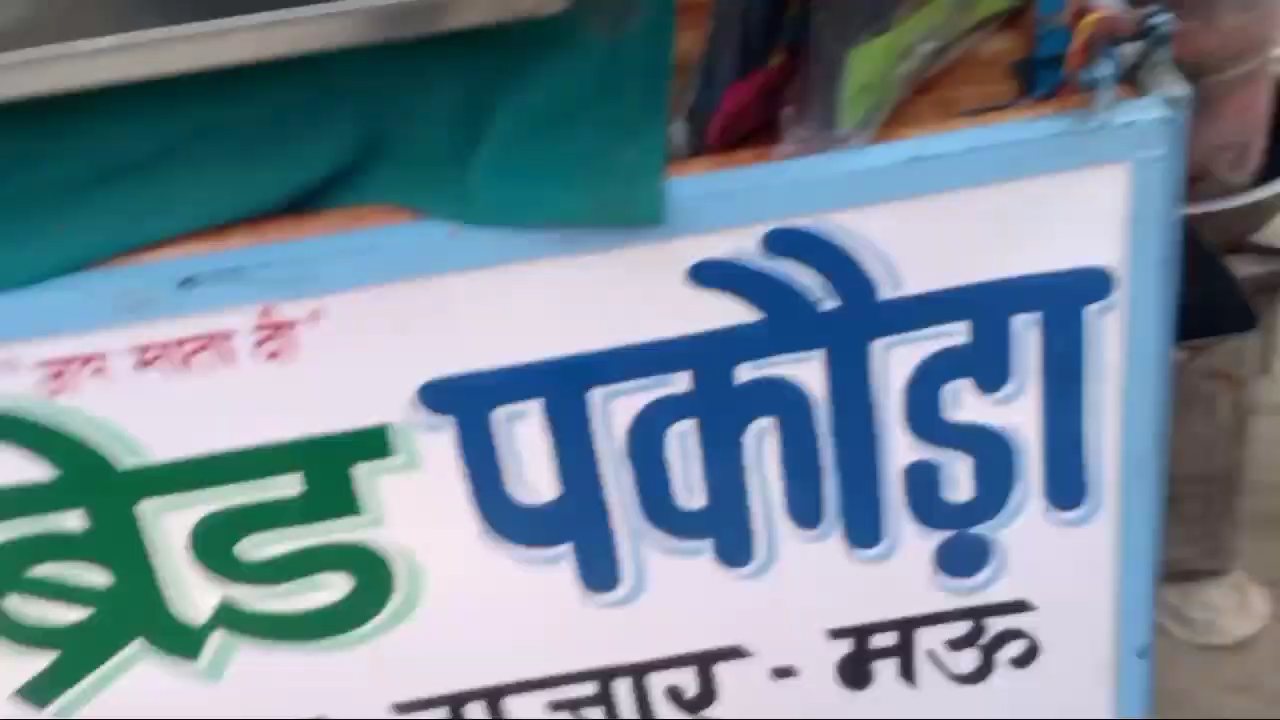 माता दी
ब्रेड पकौड़ा
बाजार - मऊ